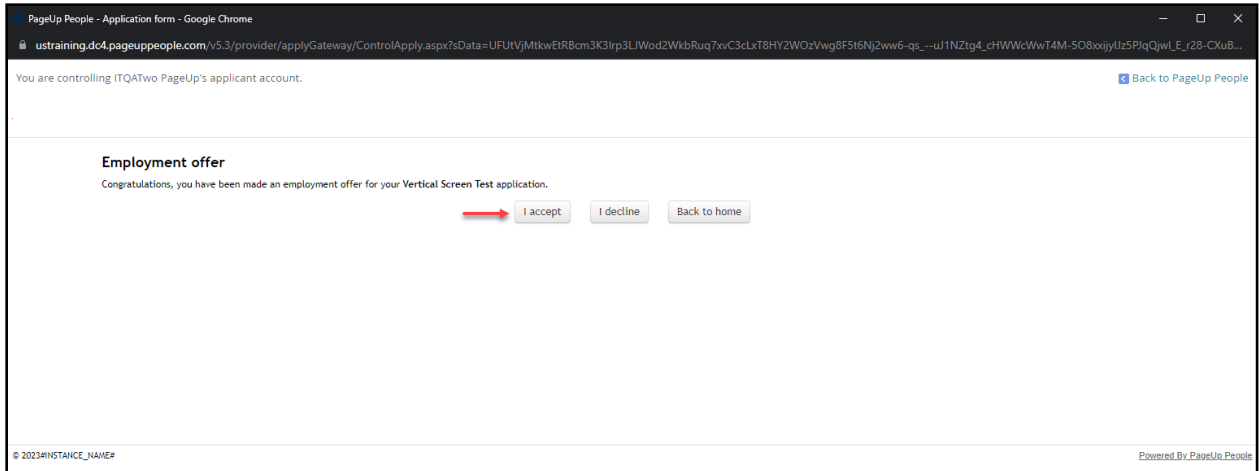 PageUp People - Application form - Google Chrome
ustraining.dc4.pageuppeople.com/v5.3/provider/applyGateway/ControlApply.aspx?sData=UFUtVjMtkwEtRBcm3K3Irp3LJWod2WkbRuq7xvC3cLxT8HY2WOzVwg8F5t6Nj2ww6-qs_--uJ1NZtg4_cHWWcWwT4M-5O8xxijyIJz5PJqQjwI_E_r28-CXuB...
You are controlling ITQATwo PageUp's applicant account.
Back to PageUp People
Employment offer
Congratulations, you have been made an employment offer for your Vertical Screen Test application.
I accept
I decline
Back to home
© 2023#INSTANCE_NAME#
Powered By PageUp People